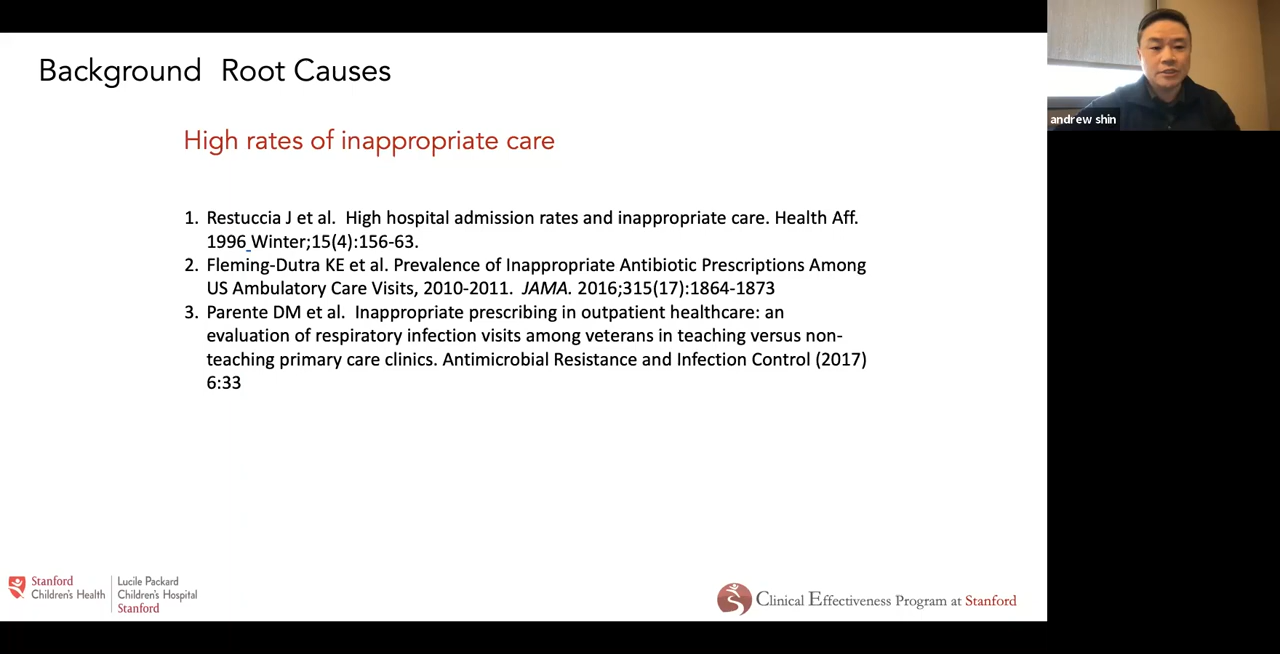 Background Root Causes
andrew shin
High rates of inappropriate care
1. Restuccia J et al. High hospital admission rates and inappropriate care. Health Aff.
1996 Winter;15(4):156-63.
2. Fleming-Dutra KE et al. Prevalence of Inappropriate Antibiotic Prescriptions Among
US Ambulatory Care Visits, 2010-2011. JAMA. 2016;315(17):1864-1873
3. Parente DM et al. Inappropriate prescribing in outpatient healthcare: an
evaluation of respiratory infection visits among veterans in teaching versus non-
teaching primary care clinics. Antimicrobial Resistance and Infection Control (2017)
6:33
Stanford
Children's Health
Lucile Packard
Children's Hospital
Stanford
Clinical Effectiveness Program at Stanford